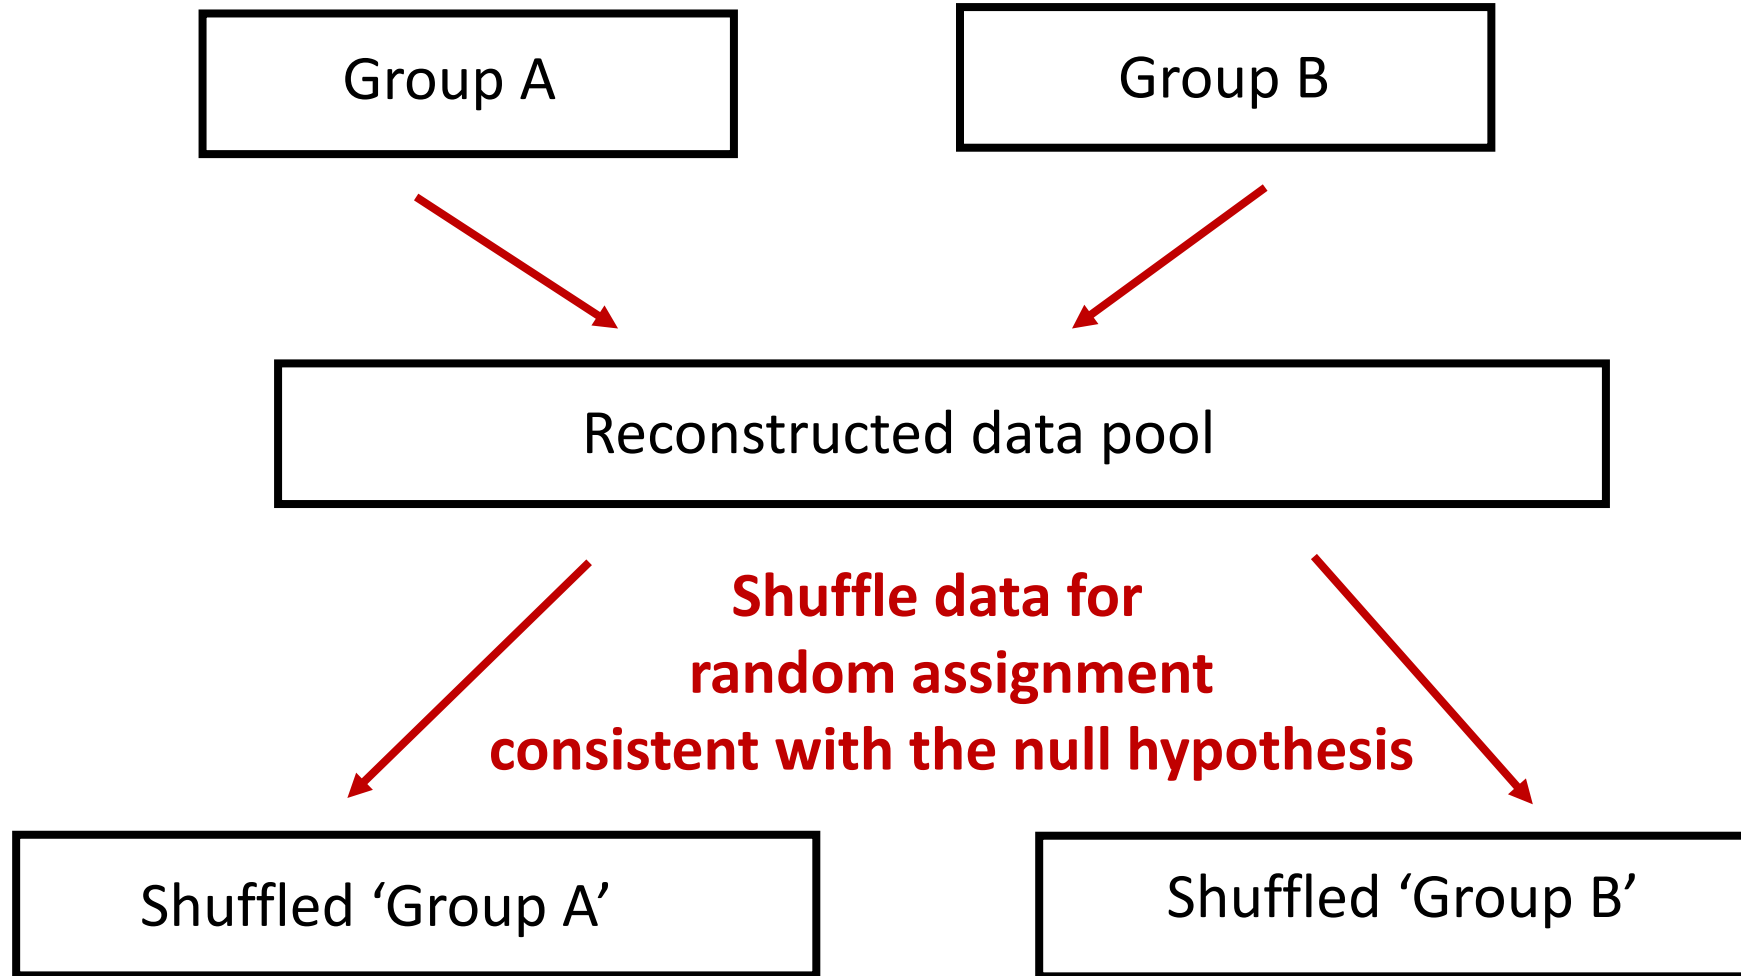 Group A
Group B
Reconstructed data pool
Shuffle data for
random assignment
consistent with the null hypothesis
Shuffled ‘Group A’
Shuffled ‘Group B’